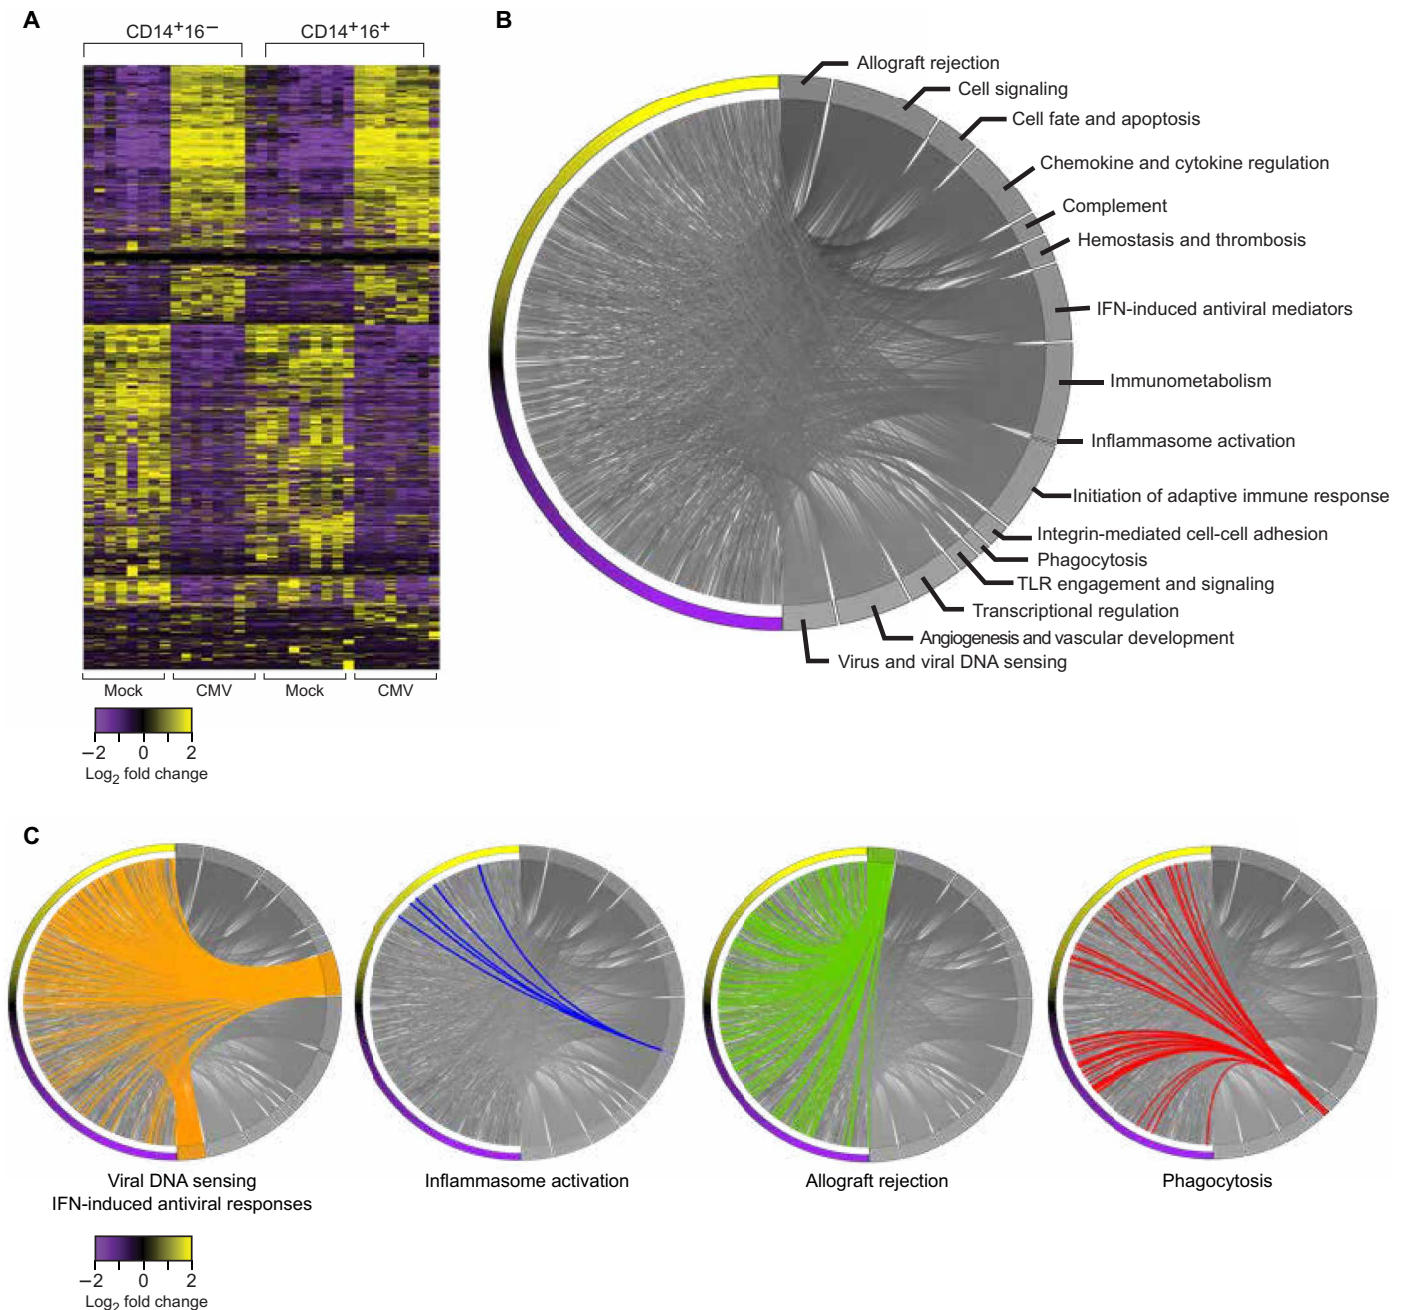 A
CD14+16−
CD14+16+
Mock
CMV
Mock
CMV
−2
0
2
Log2 fold change
B
Allograft rejection
Cell signaling
Cell fate and apoptosis
Chemokine and cytokine regulation
Complement
Hemostasis and thrombosis
IFN-induced antiviral mediators
Immunometabolism
Inflammasome activation
Initiation of adaptive immune response
Integrin-mediated cell-cell adhesion
Phagocytosis
TLR engagement and signaling
Transcriptional regulation
Angiogenesis and vascular development
Virus and viral DNA sensing
C
Viral DNA sensing
IFN-induced antiviral responses
Inflammasome activation
Allograft rejection
Phagocytosis
−2
0
2
Log2 fold change